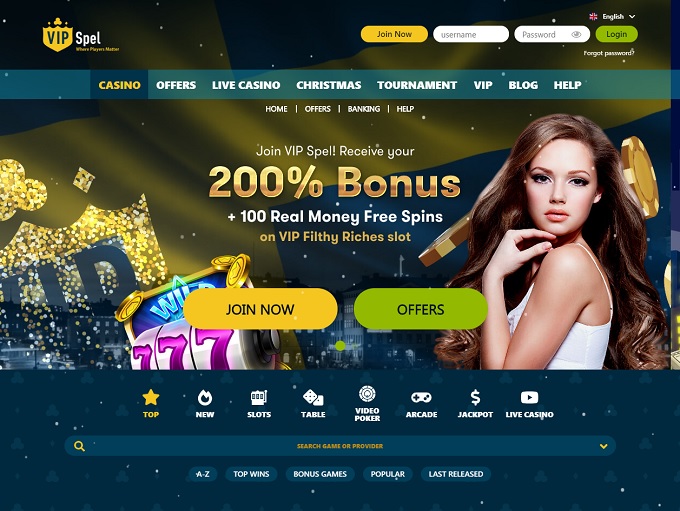 VIP Spel
Where Players Matter
English
Join Now
username
Password
Login
Forgot password?
CASINO OFFERS LIVE CASINO CHRISTMAS TOURNAMENT VIP BLOG HELP
HOME | OFFERS | BANKING | HELP
Join VIP Spel! Receive your
200% Bonus
+ 100 Real Money Free Spins
on VIP Filthy Riches slot
VIP
WILD
777
JOIN NOW
OFFERS
TOP NEW SLOTS TABLE VIDEO POKER ARCADE JACKPOT LIVE CASINO
SEARCH GAME OR PROVIDER
A-Z TOP WINS BONUS GAMES POPULAR LAST RELEASED